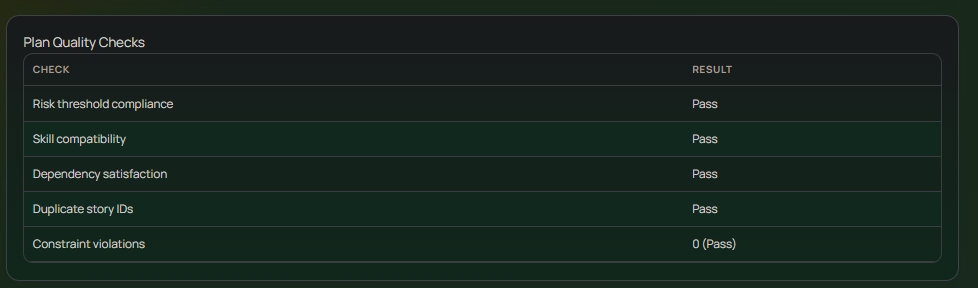 Plan Quality Checks
CHECK RESULT
Risk threshold compliance Pass
Skill compatibility Pass
Dependency satisfaction Pass
Duplicate story IDs Pass
Constraint violations 0 (Pass)